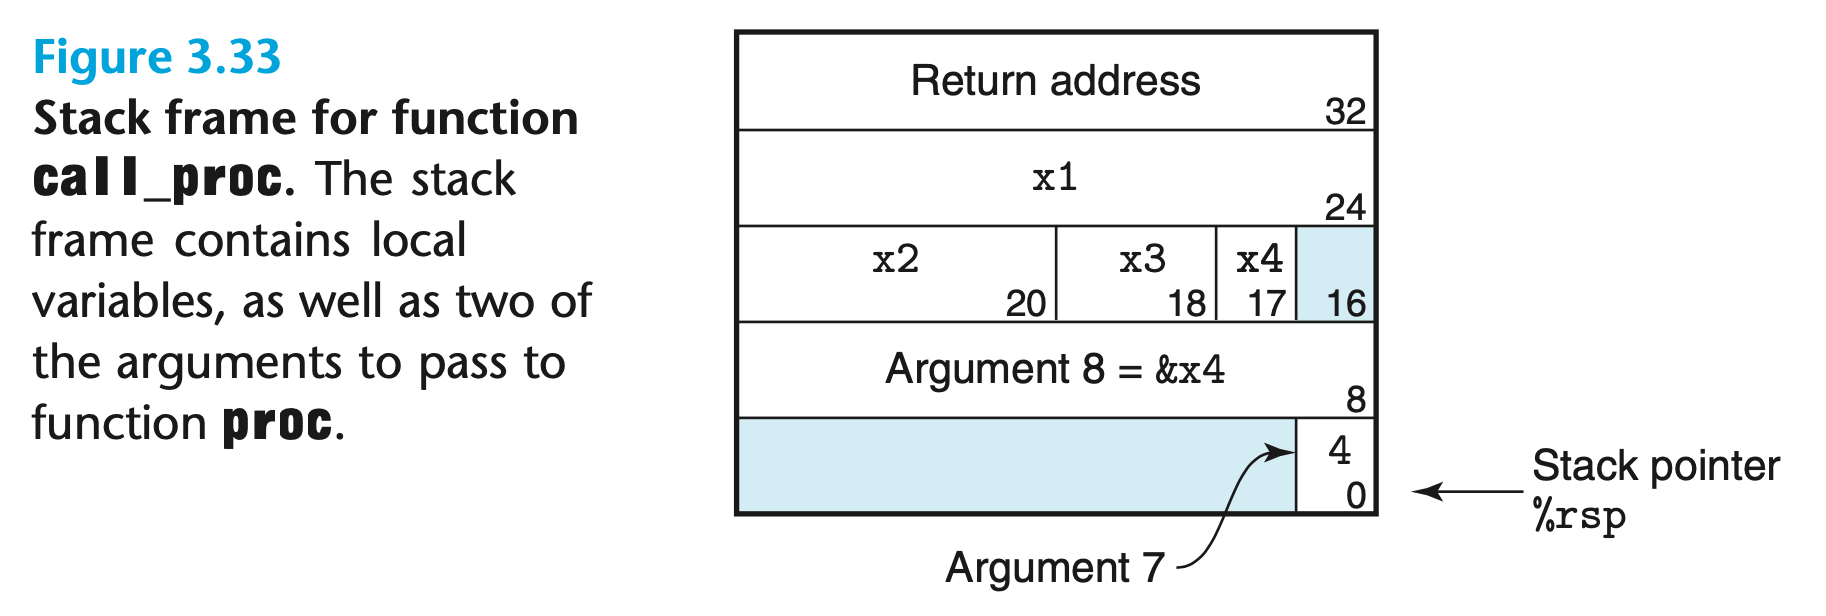 Figure 3.33
Stack frame for function
call_proc. The stack
frame contains local
variables, as well as two of
the arguments to pass to
function proc.
Return address
32
x1
24
x2
20
x3
18
x4
17
16
Argument 8 = &x4
8
4
0
Argument 7
Stack pointer
%rsp